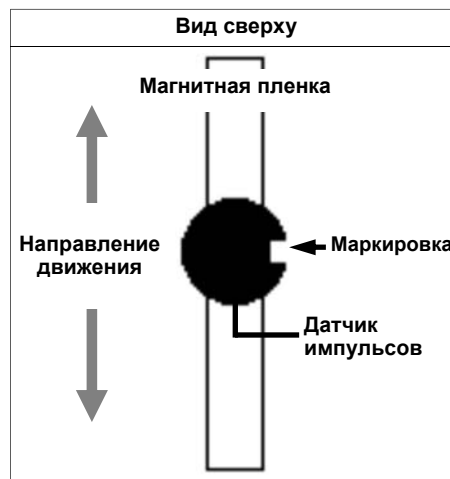 Вид сверху
Магнитная пленка
Направление
движения
Маркировка
Датчик
импульсов